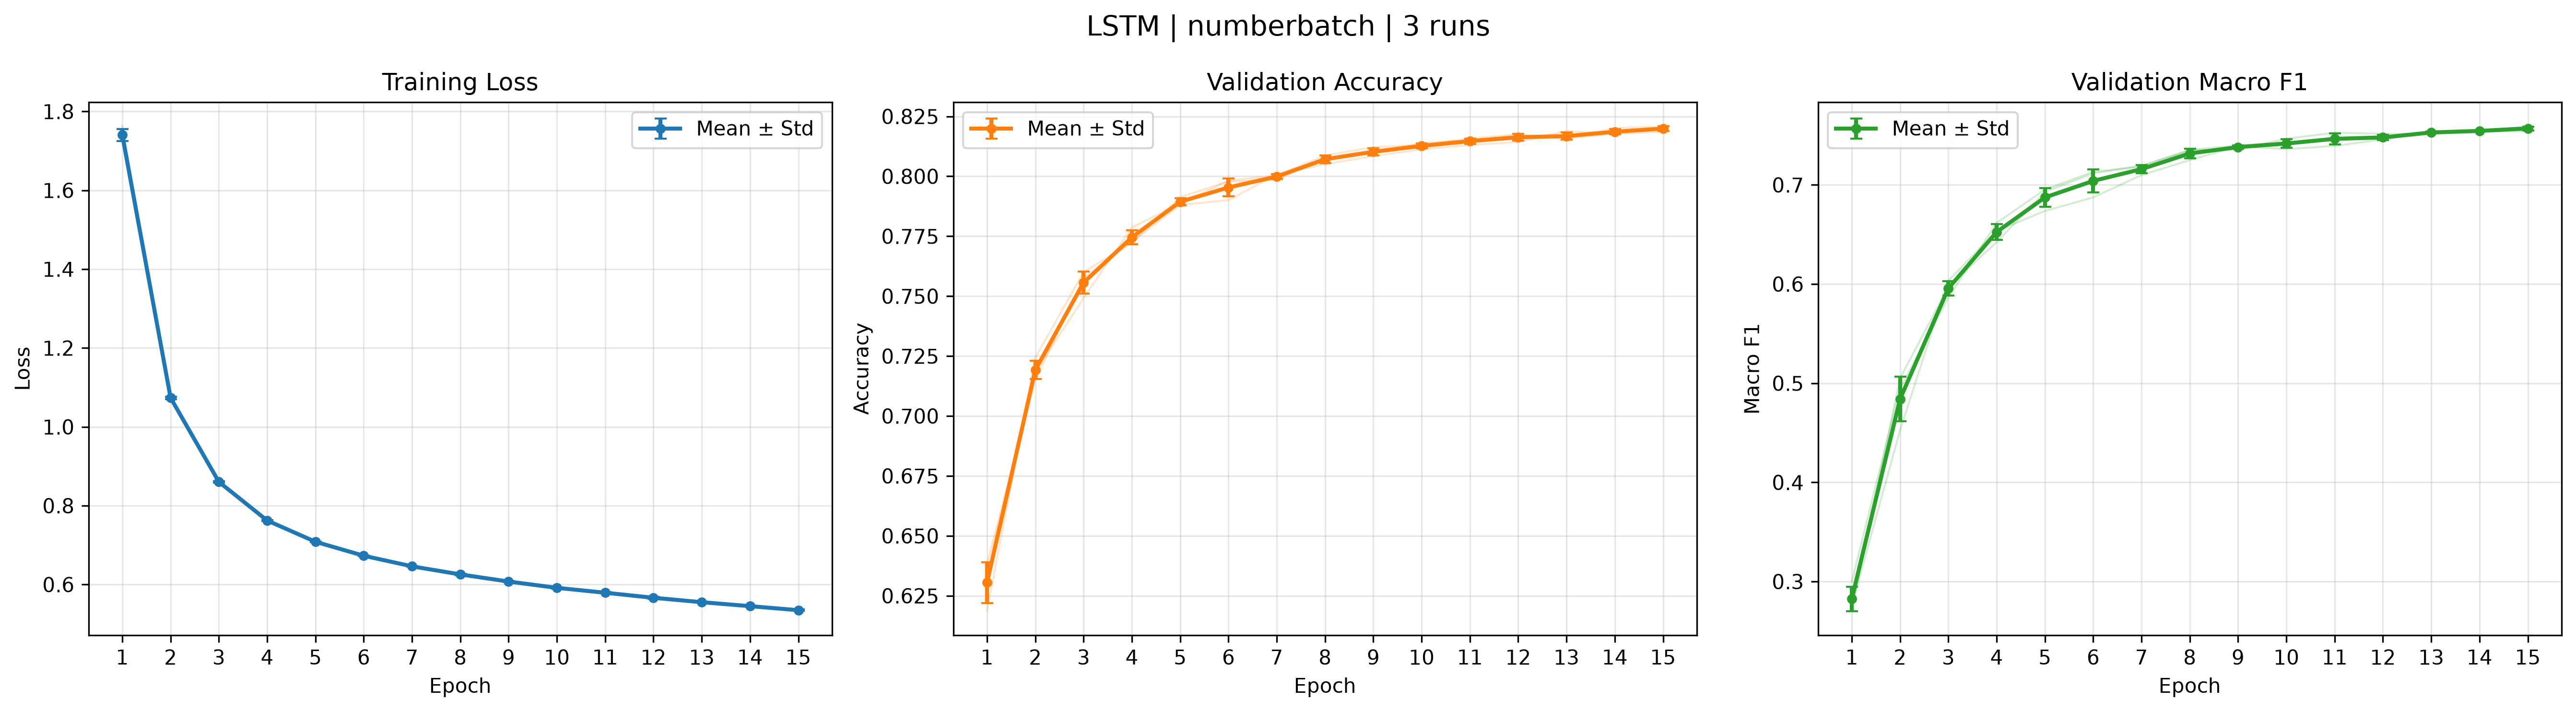 LSTM | numberbatch | 3 runs
Training Loss
Mean ± Std
Loss
1.8
1.6
1.4
1.2
1.0
0.8
0.6
1 2 3 4 5 6 7 8 9 10 11 12 13 14 15
Epoch
Validation Accuracy
Mean ± Std
Accuracy
0.825
0.800
0.775
0.750
0.725
0.700
0.675
0.650
0.625
1 2 3 4 5 6 7 8 9 10 11 12 13 14 15
Epoch
Validation Macro F1
Mean ± Std
Macro F1
0.7
0.6
0.5
0.4
0.3
1 2 3 4 5 6 7 8 9 10 11 12 13 14 15
Epoch